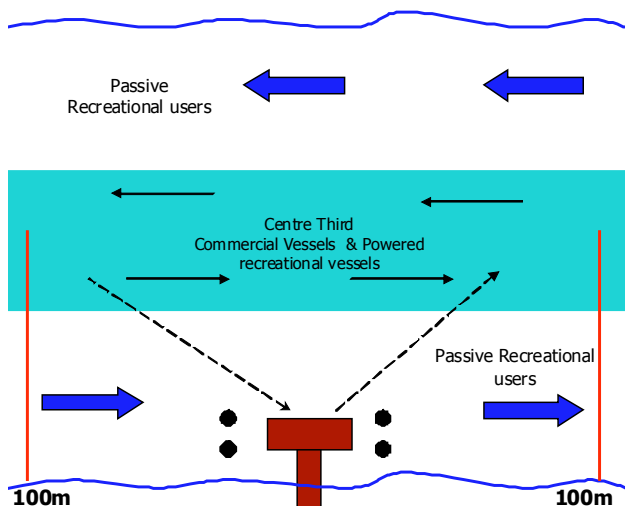 Passive
Recreational users
Centre Third
Commercial Vessels & Powered
recreational vessels
Passive Recreational
users
100m
100m